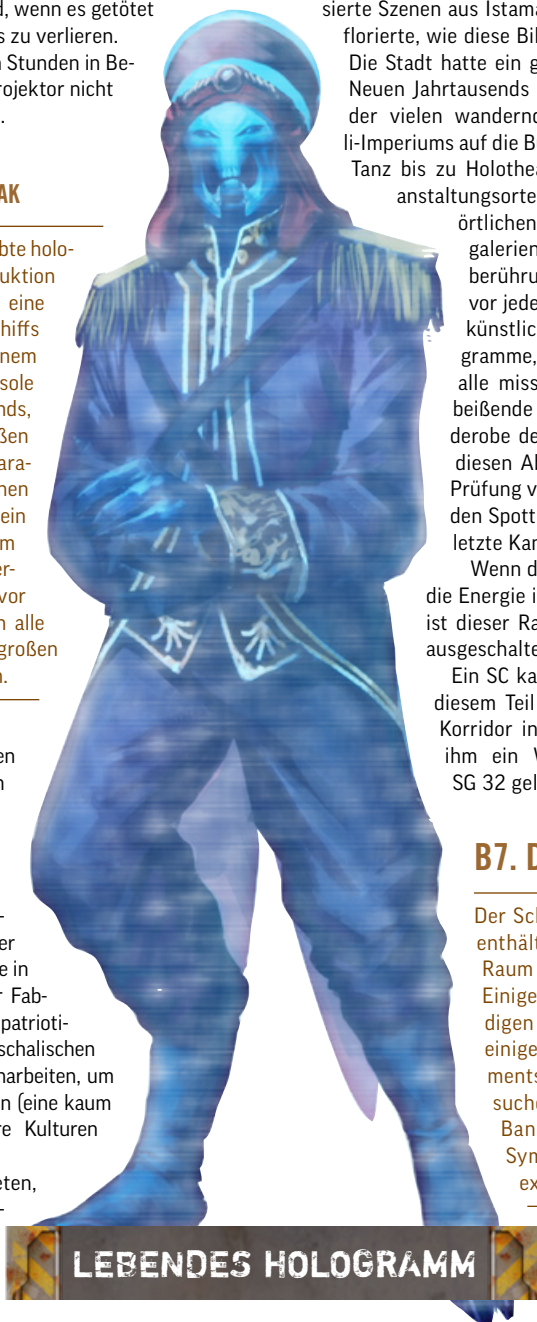 d, wenn es getötet
s zu verlieren.
n Stunden in Be-
rojektor nicht
.
AK
bte holo-
uktion
eine
hiffs
nem
sole
nds,
ßen
ara-
hen
ein
m
er-
vor
n alle
großen
n.
en
n
-
er
e in
r Fab-
patrioti-
schalischen
narbeiten, um
n (eine kaum
re Kulturen
eten,
-
sierte Szenen aus Istama
florierte, wie diese Bil
Die Stadt hatte ein g
Neuen Jahrtausends
der vielen wandernd
li-Imperiums auf die B
Tanz bis zu Holothea
anstaltungsorte
örtlichen
galerien
berühru
vor jede
künstlic
gramme,
alle miss
beißende
derobe de
diesen Al
Prüfung v
den Spott
letzte Kar
Wenn d
die Energie i
ist dieser Ra
ausgeschalte
Ein SC ka
diesem Teil
Korridor in
ihm ein W
SG 32 gel
B7. D
Der Sch
enthält
Raum
Einige
digen
einige
ments
suche
Ban
Sym
ex
LEBENDES HOLOGRAMM